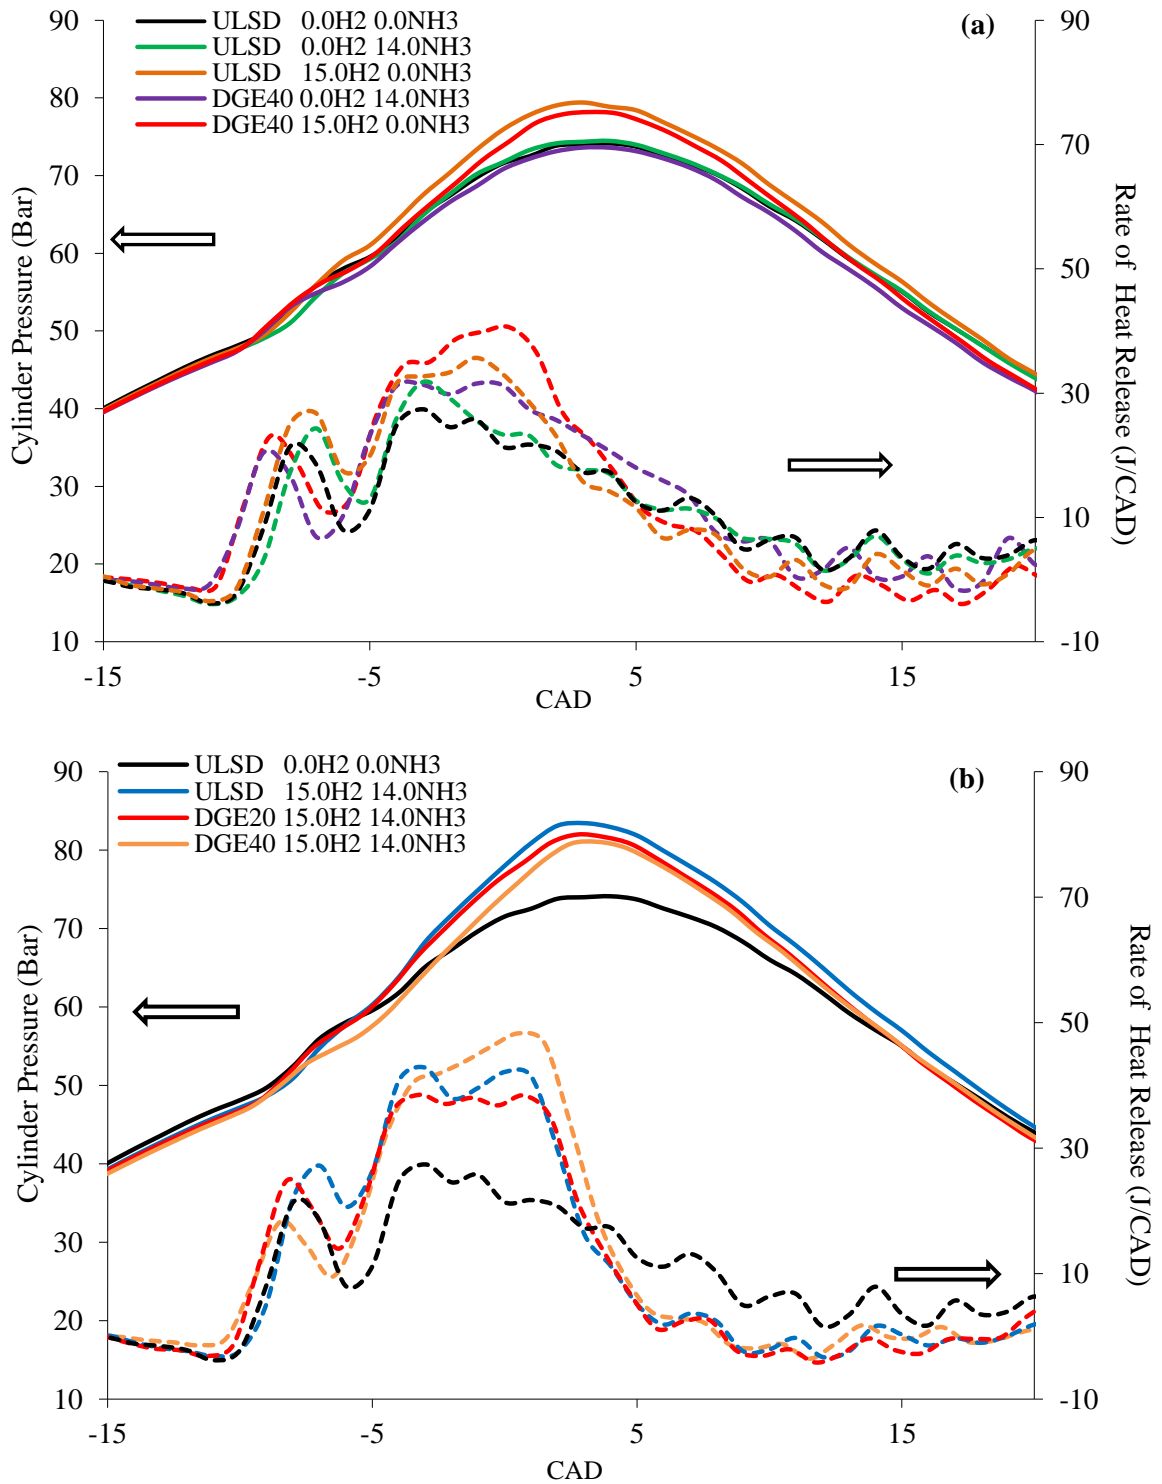 (a)
ULSD 0.0H2 0.0NH3
ULSD 0.0H2 14.0NH3
ULSD 15.0H2 0.0NH3
DGE40 0.0H2 14.0NH3
DGE40 15.0H2 0.0NH3
Cylinder Pressure (Bar)
90
80
70
60
50
40
30
20
10
Rate of Heat Release (J/CAD))
90
70
50
30
10
-10
-15
-5
5
15
CAD
(b)
ULSD 0.0H2 0.0NH3
ULSD 15.0H2 14.0NH3
DGE20 15.0H2 14.0NH3
DGE40 15.0H2 14.0NH3
Cylinder Pressure (Bar)
90
80
70
60
50
40
30
20
10
Rate of Heat Release (J/CAD)
90
70
50
30
10
-10
-15
-5
5
15
CAD